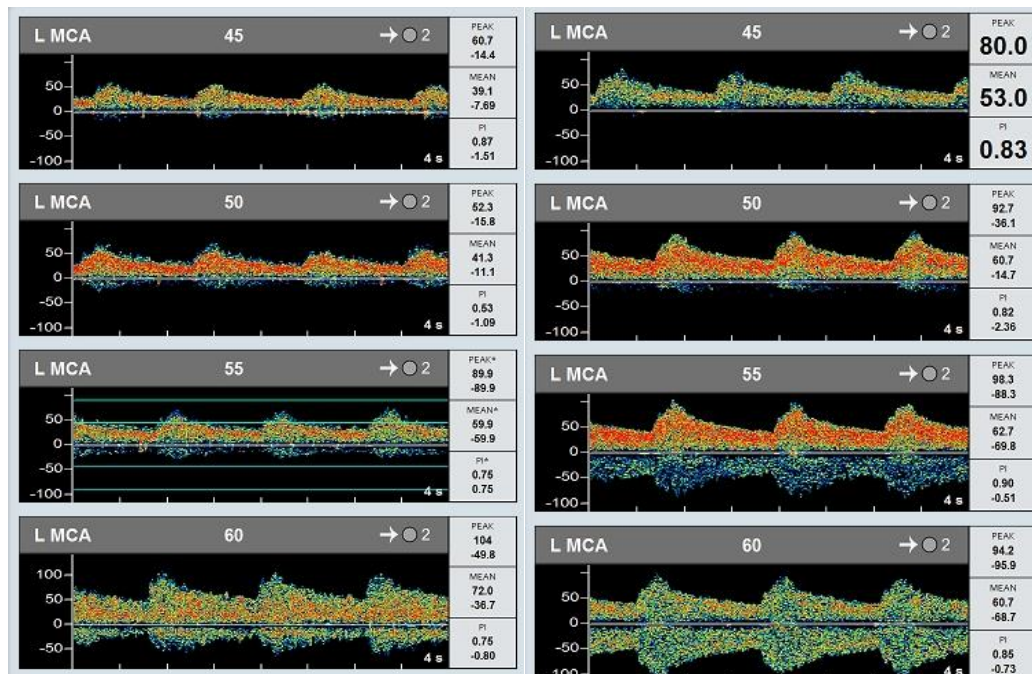 L MCA 45 → 2
PEAK
60.7
-14.4
MEAN
39.1
-7.69
PI
0.87
-1.51
50
0
-50
-100
4 s
L MCA 50 → 2
PEAK
52.3
-15.8
MEAN
41.3
-11.1
PI
0.53
-1.09
50
0
-50
-100
4 s
L MCA 55 → 2
PEAK*
89.9
-89.9
MEAN*
59.9
-59.9
PI*
0.75
0.75
50
0
-50
-100
4 s
L MCA 60 → 2
PEAK
104
-49.8
MEAN
72.0
-36.7
PI
0.75
-0.80
100
50
0
-50
4 s
L MCA 45 → 2
PEAK
80.0
MEAN
53.0
PI
0.83
50
0
-50
-100
4 s
L MCA 50 → 2
PEAK
92.7
-36.1
MEAN
60.7
-14.7
PI
0.82
-2.36
50
0
-50
-100
4 s
L MCA 55 → 2
PEAK
98.3
-88.3
MEAN
62.7
-69.8
PI
0.90
-0.51
50
0
-50
-100
4 s
L MCA 60 → 2
PEAK
94.2
-95.9
MEAN
60.7
-68.7
PI
0.85
-0.73
50
0
-50
-100
4 s